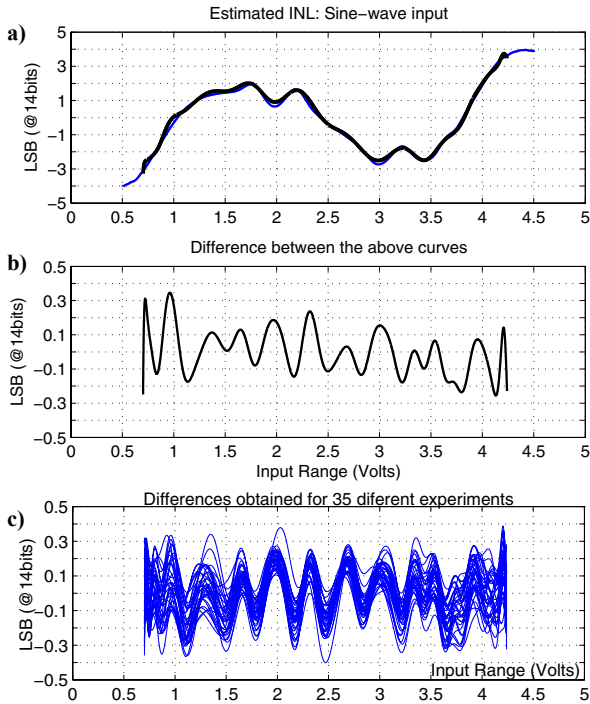 Estimated INL: Sine-wave input
a)
5
3
1
−1
−3
−5
LSB (@14bits)
0 0.5 1 1.5 2 2.5 3 3.5 4 4.5 5
Difference between the above curves
b)
0.5
0.3
0.1
−0.1
−0.3
−0.5
LSB (@14bits)
0 0.5 1 1.5 2 2.5 3 3.5 4 4.5 5
Input Range (Volts)
Differences obtained for 35 diferent experiments
c)
0.5
0.3
0.1
-0.1
-0.3
-0.5
LSB (@14bits)
Input Range (Volts)
0 0.5 1 1.5 2 2.5 3 3.5 4 4.5 5